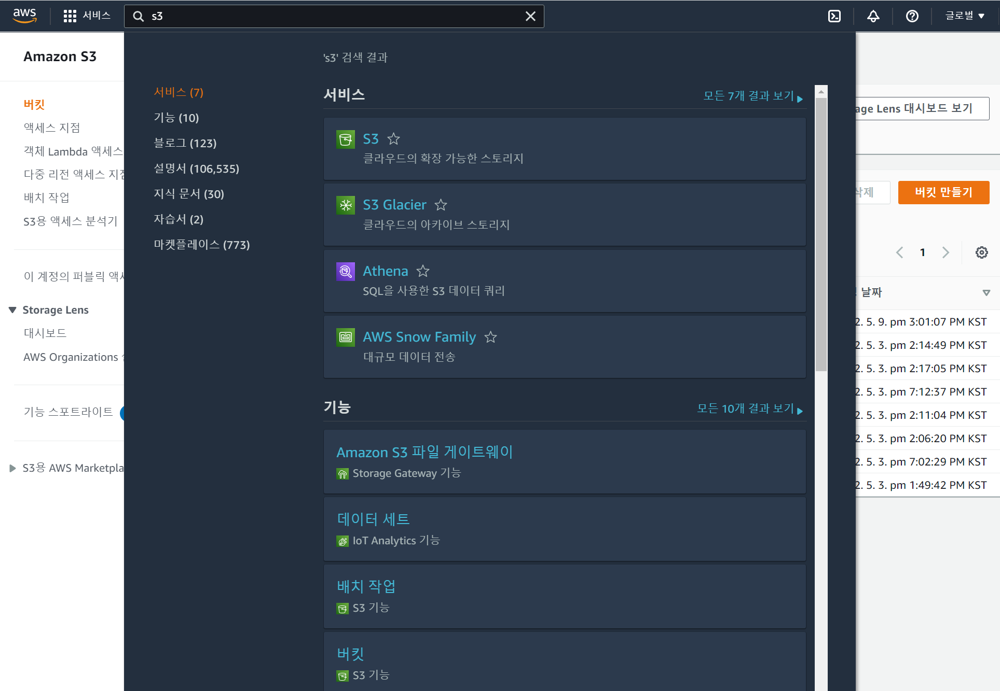 aws
서비스
s3
글로벌
Amazon S3
버킷
액세스 지점
객체 Lambda 액세스
다중 리전 액세스 지점
배치 작업
S3용 액세스 분석기
이 계정의 퍼블릭
Storage Lens
대시보드
AWS Organizations
기능 스포트라이트
S3용 AWS Marketpla
's3' 검색 결과
서비스 (7)
기능 (10)
블로그 (123)
설명서 (106,535)
지식 문서 (30)
자습서 (2)
마켓플레이스 (773)
서비스
모든 7개 결과 보기
S3
클라우드의 확장 가능한 스토리지
S3 Glacier
클라우드의 아카이브 스토리지
Athena
SQL을 사용한 S3 데이터 쿼리
AWS Snow Family
대규모 데이터 전송
기능
모든 10개 결과 보기
Amazon S3 파일 게이트웨이
Storage Gateway 기능
데이터 세트
IoT Analytics 기능
배치 작업
S3 기능
버킷
S3 기능
age Lens 대시보드 보기
삭제
버킷 만들기
1
날짜
2. 5. 9. pm 3:01:07 PM KST
2. 5. 3. pm 2:14:49 PM KST
2. 5. 3. pm 2:17:05 PM KST
2. 5. 3. pm 7:12:37 PM KST
2. 5. 3. pm 2:11:04 PM KST
2. 5. 3. pm 2:06:20 PM KST
2. 5. 3. pm 7:02:29 PM KST
2. 5. 3. pm 1:49:42 PM KST